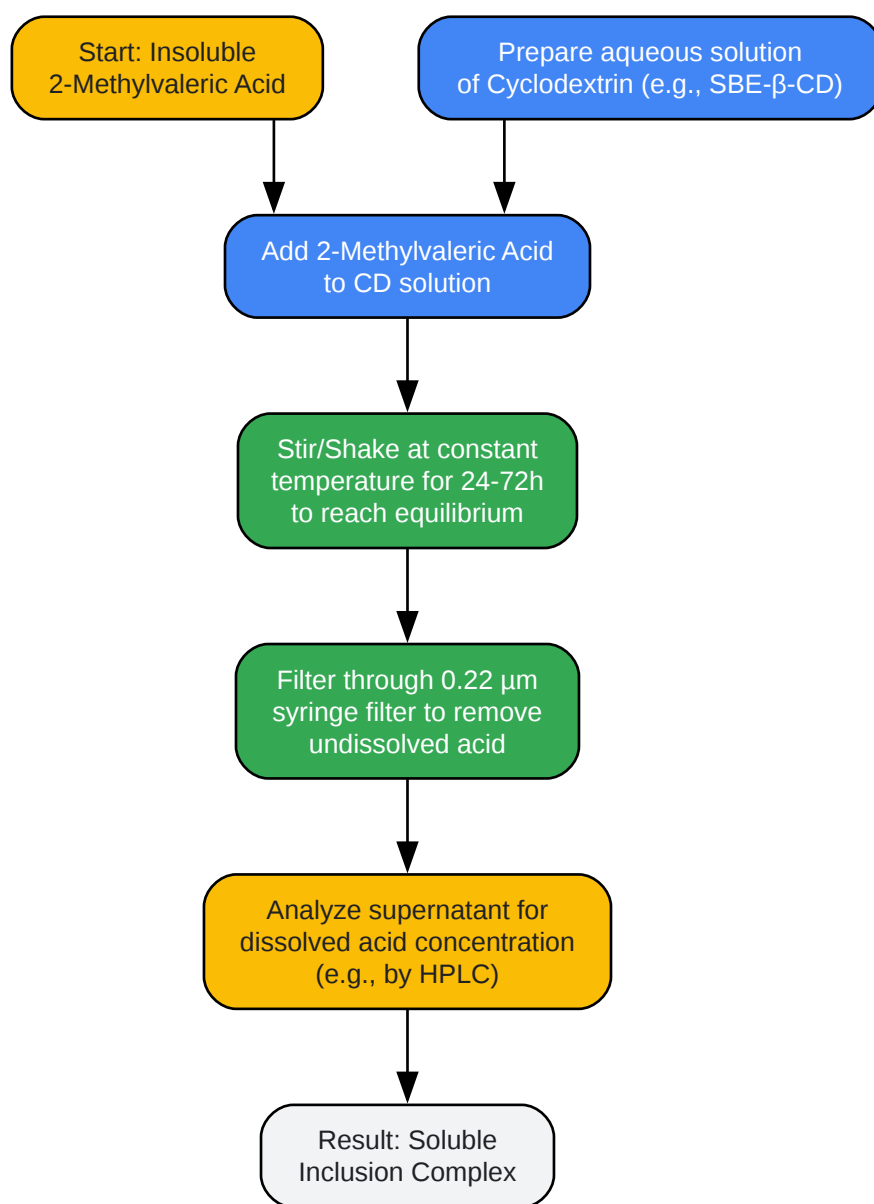 Start: Insoluble
2-Methylvaleric Acid
Prepare aqueous solution
of Cyclodextrin (e.g., SBE-β-CD)
Add 2-Methylvaleric Acid
to CD solution
Stir/Shake at constant
temperature for 24-72h
to reach equilibrium
Filter through 0.22 µm
syringe filter to remove
undissolved acid
Analyze supernatant for
dissolved acid concentration
(e.g., by HPLC)
Result: Soluble
Inclusion Complex